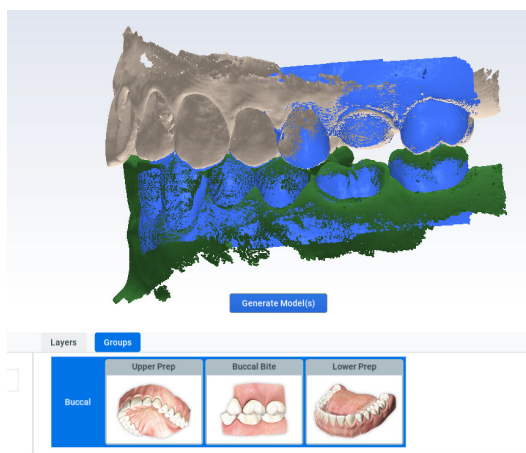 Generate Model(s)
Layers
Groups
Upper Prep
Buccal Bite
Lower Prep
Buccal